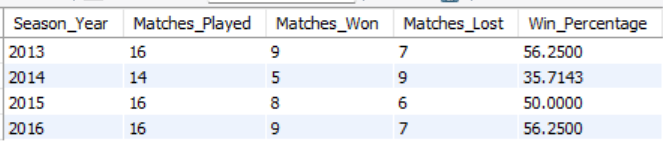 Season_Year Matches_Played Matches_Won Matches_Lost Win_Percentage
2013 16 9 7 56.2500
2014 14 5 9 35.7143
2015 16 8 6 50.0000
2016 16 9 7 56.2500